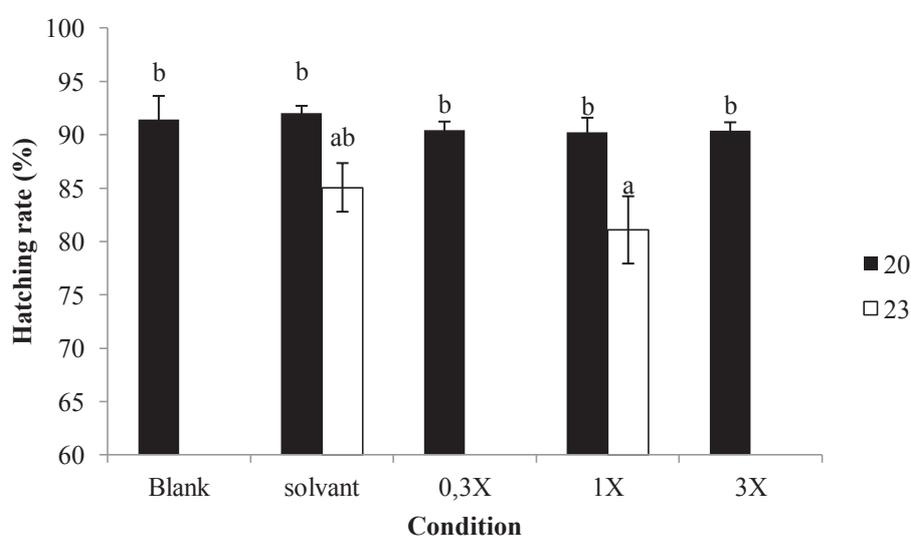 100
95
90
85
80
75
70
65
60
Hatching rate (%)
b
b
ab
b
b
a
b
20
23
Blank
solvant
0,3X
1X
3X
Condition